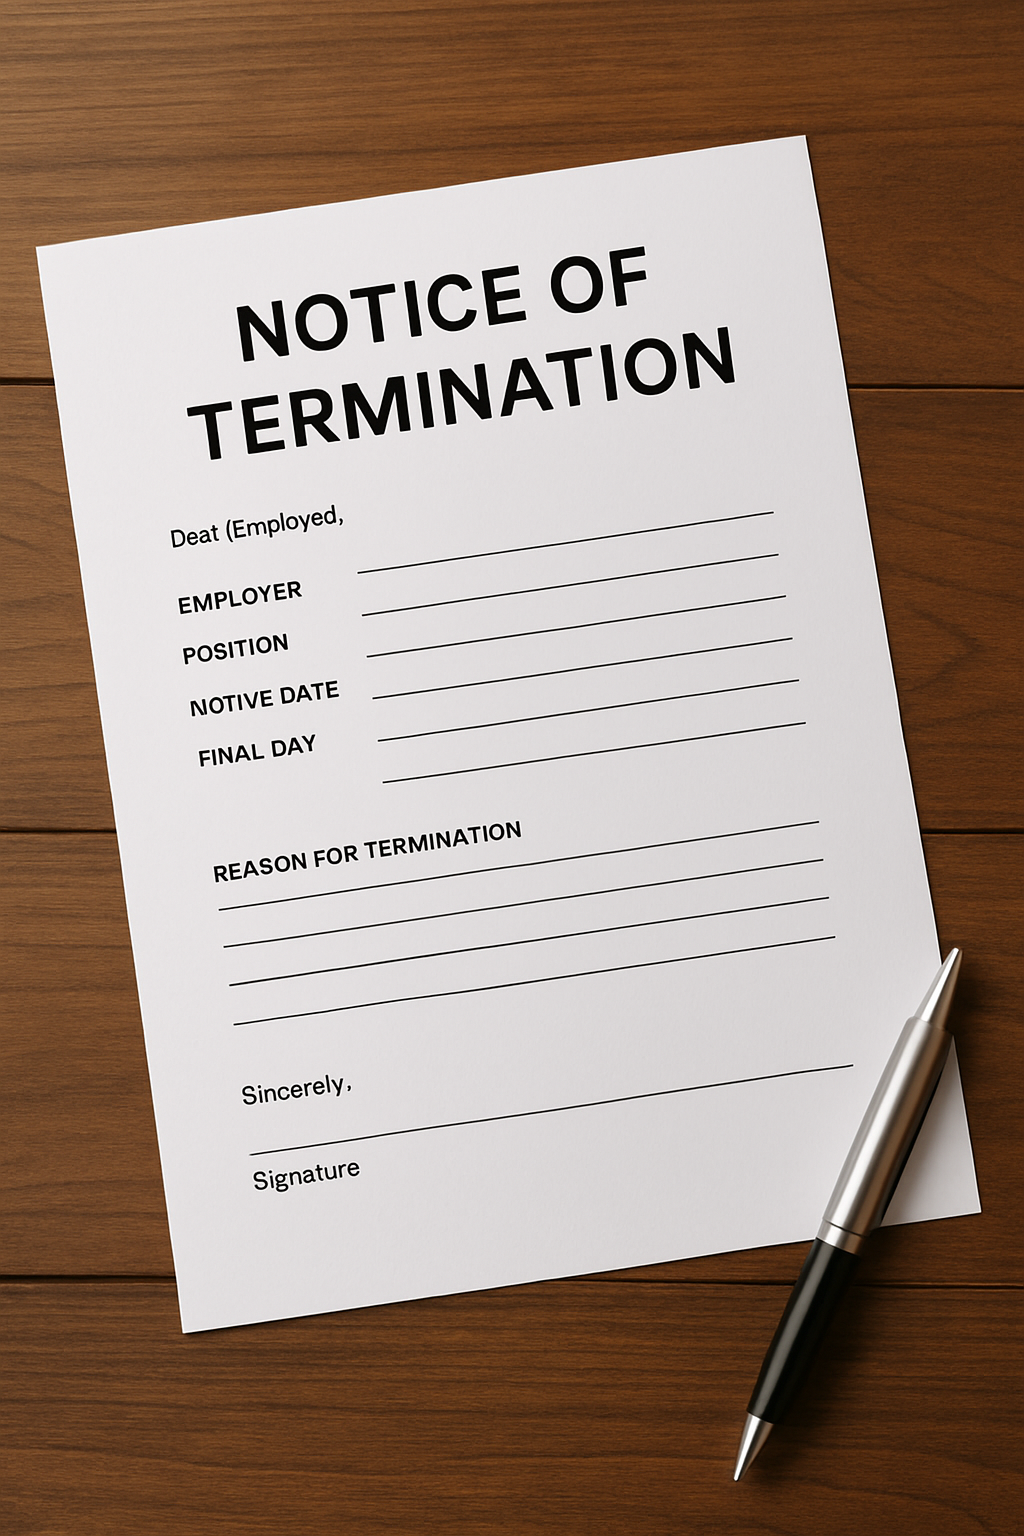 NOTICE OF
TERMINATION
Deat (Employed,
EMPLOYER
POSITION
NOTIVE DATE
FINAL DAY
REASON FOR TERMINATION
Sincerely,
Signature